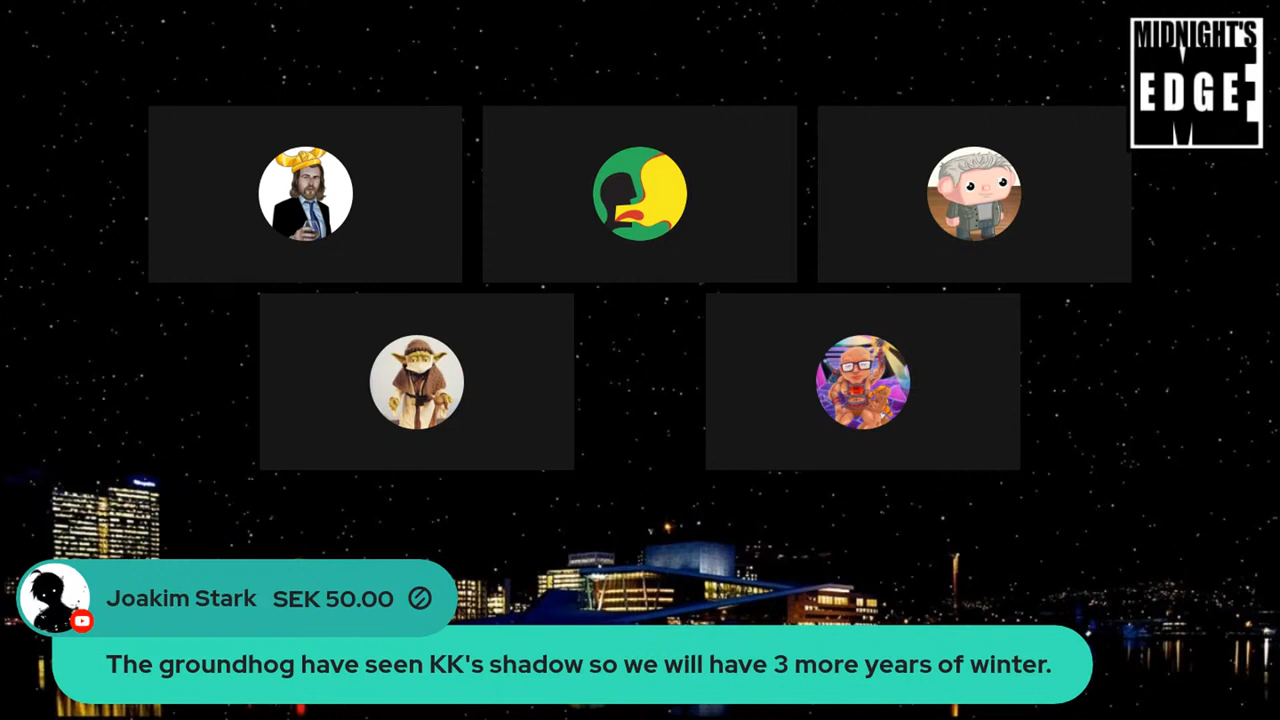 MIDNIGHT'S
EDGE
Joakim Stark SEK 50.00
The groundhog have seen KK's shadow so we will have 3 more years of winter.